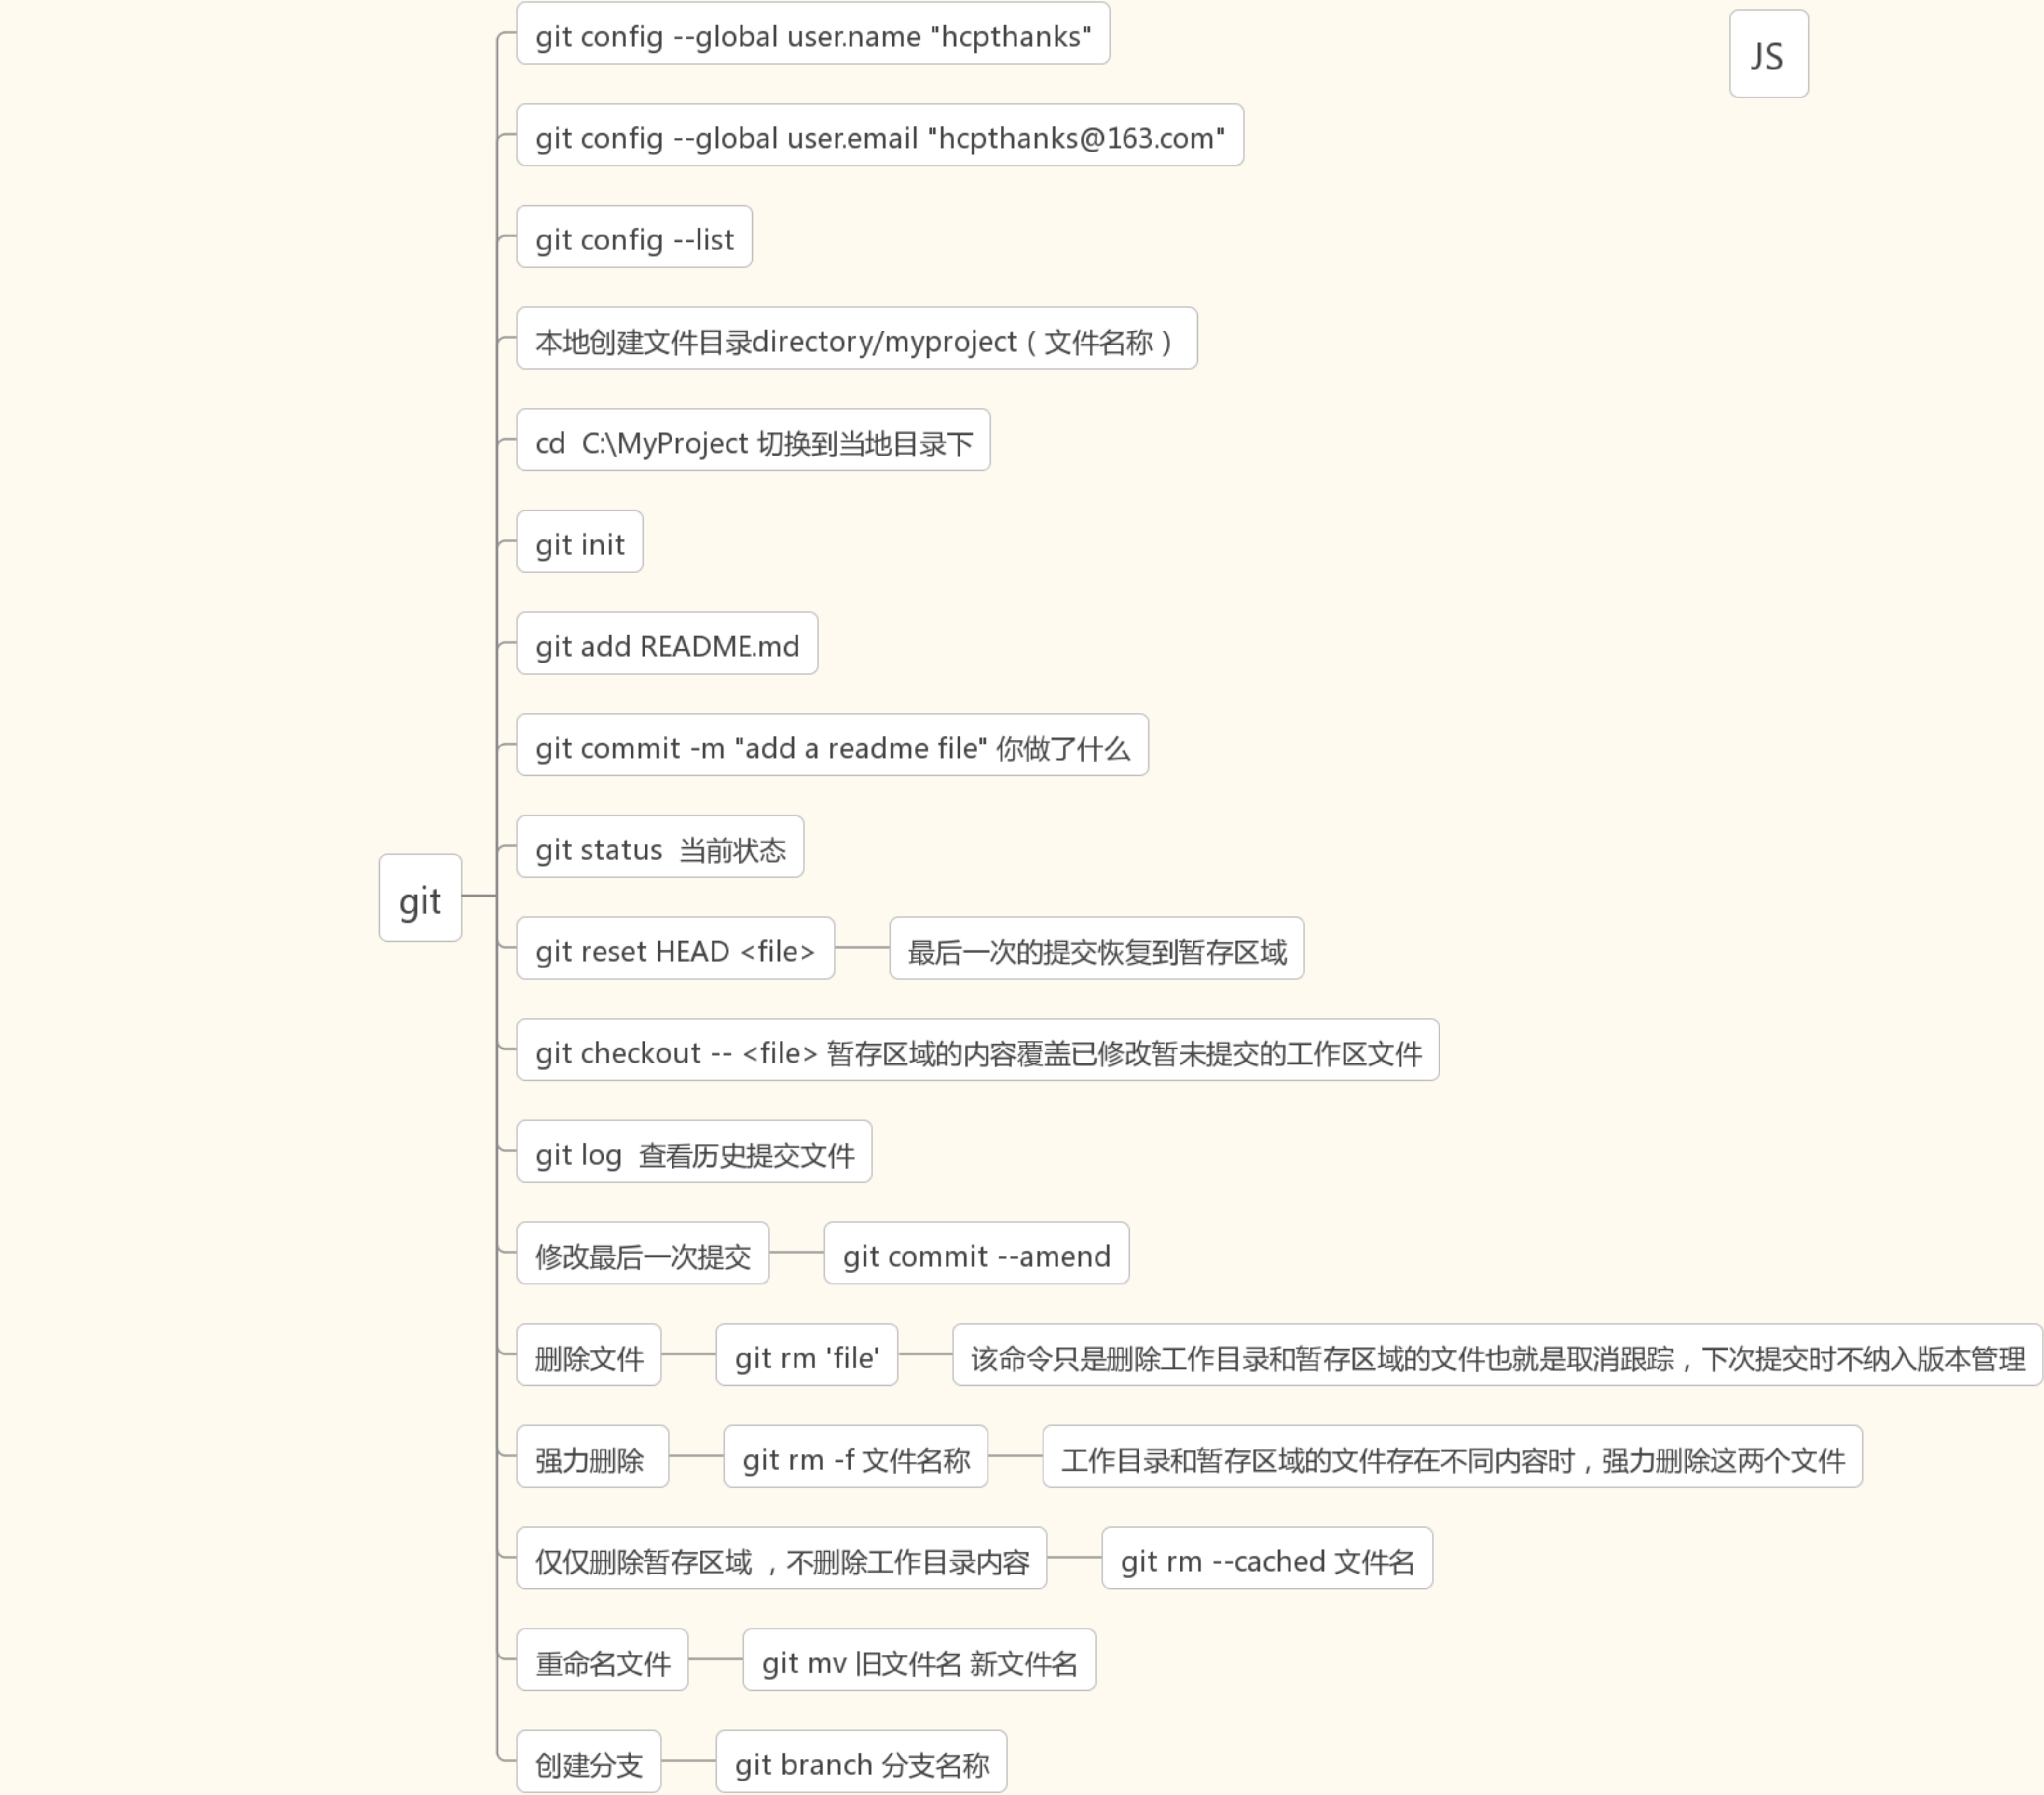 git config --global user.name "hcpthanks"
JS
git config --global user.email "hcpthanks@163.com"
git config --list
本地创建文件目录directory/myproject（文件名称）
cd  C:\MyProject 切换到当地目录下
git init
git add README.md
git commit -m "add a readme file" 你做了什么
git status  当前状态
git
git reset HEAD <file>
最后一次的提交恢复到暂存区域
git checkout -- <file> 暂存区域的内容覆盖已修改暂未提交的工作区文件
git log  查看历史提交文件
修改最后一次提交
git commit --amend
删除文件
git rm 'file'
该命令只是删除工作目录和暂存区域的文件也就是取消跟踪，下次提交时不纳入版本管理
强力删除
git rm -f 文件名称
工作目录和暂存区域的文件存在不同内容时，强力删除这两个文件
仅仅删除暂存区域 ，不删除工作目录内容
git rm --cached 文件名
重命名文件
git mv 旧文件名 新文件名
创建分支
git branch 分支名称